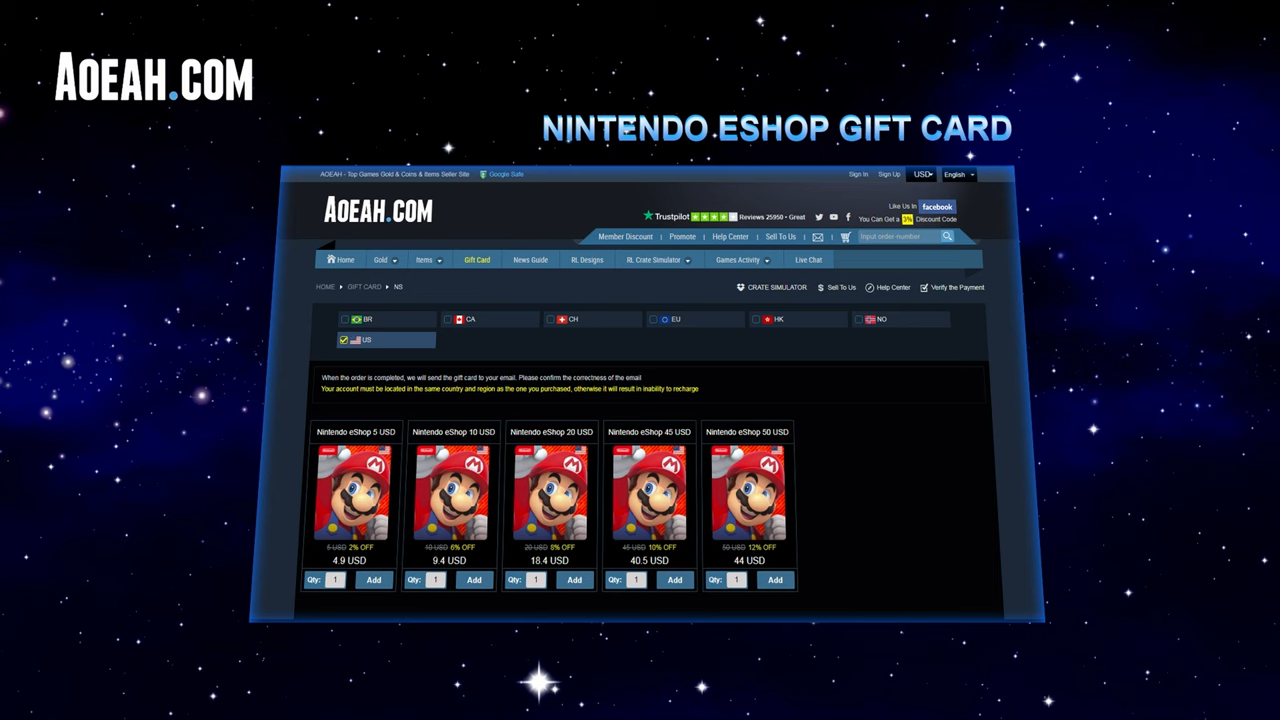 AOEAH.COM
NINTENDO ESHOP GIFT CARD
AOEAH - Top Games Gold & Coins & Items Seller Site Google Safe Sign In Sign Up USD English
AOEAH.COM
Like Us In facebook
Trustpilot Reviews 25950 - Great
You Can Get a 3% Discount Code
Member Discount | Promote | Help Center | Sell To Us | Input order-number
Home Gold Items Gift Card News Guide RL Designs RL Crate Simulator Games Activity Live Chat
HOME GIFT CARD NS CRATE SIMULATOR $ Sell To Us Help Center Verify the Payment
BR CA CH EU HK NO
US
When the order is completed, we will send the gift card to your email. Please confirm the correctness of the email
Your account must be located in the same country and region as the one you purchased, otherwise it will result in inability to recharge
Nintendo eShop 5 USD Nintendo eShop 10 USD Nintendo eShop 20 USD Nintendo eShop 45 USD Nintendo eShop 50 USD
5 USD 2% OFF 10 USD 6% OFF 20 USD 8% OFF 45 USD 10% OFF 50 USD 12% OFF
4.9 USD 9.4 USD 18.4 USD 40.5 USD 44 USD
Qty: 1 Add Qty: 1 Add Qty: 1 Add Qty: 1 Add Qty: 1 Add